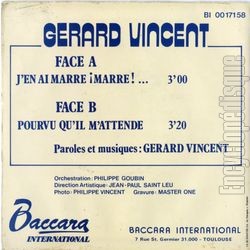 BI 0017158
GERARD VINCENT
FACE A
J'EN AI MARRE ¡MARRE! ... 3'00
FACE B
POURVU QU'IL M'ATTENDE 3'20
Paroles et musiques: GERARD VINCENT
Orchestration: PHILIPPE GOUBIN
Direction Artistique: JEAN-PAUL SAINT LEU
Photo: PHILIPPE VINCENT Gravure: MASTER ONE
Baccara
INTERNATIONAL
BACCARA INTERNATIONAL
7 Rue St. Germier 31.000 - TOULOUSE